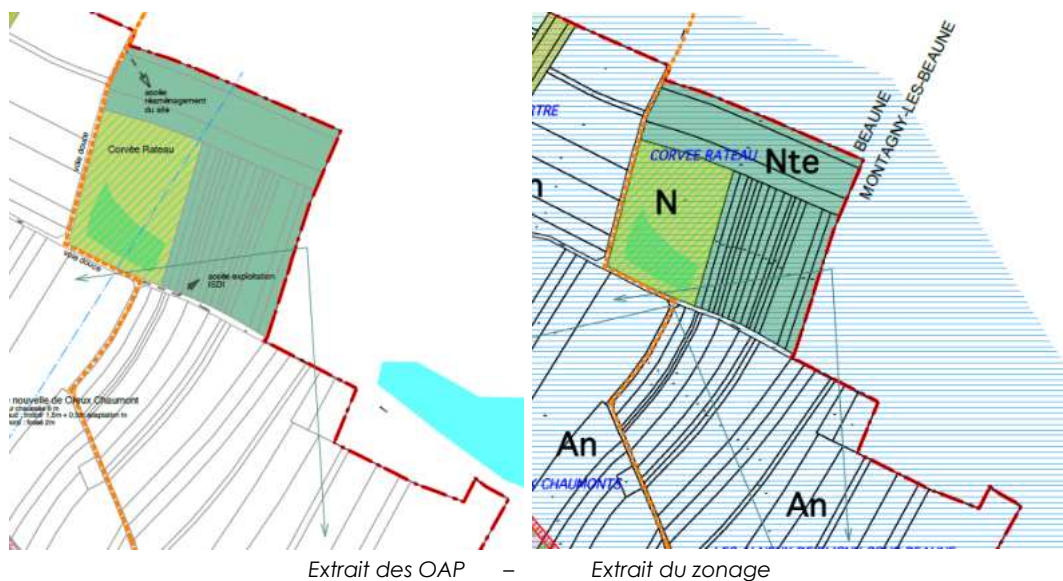 accès
réaménagement
du site
Corvée Rateau
voie douce
voie douce
accès exploitation
ISDI
nouvelle de Creux Chaumont
BEAUNE
MONTAGNY-LES-BEAUNE
CORVEE RATEAU
Nte
N
An
CHAUMONTS
An
Extrait des OAP – Extrait du zonage